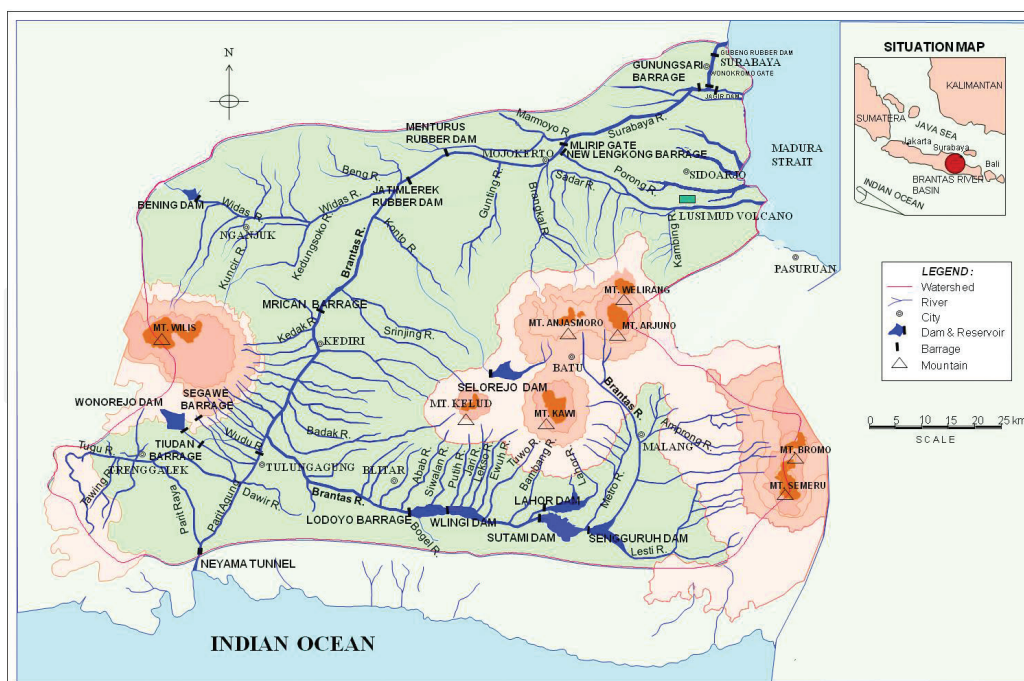 N
GUBENG RUBBER DAM
SURABAYA
WONOKROMO GATE
GUNUNGSARI
BARRAGE
JAGIR DAM
Marmoyo R.
Surabaya R.
MENTURUS
RUBBER DAM
MLIRIP GATE
MOJOKERTO
NEW LENGKONG BARRAGE
MADURA
STRAIT
Beng R.
JATIMLEREK
RUBBER DAM
Gunting R.
Brangkal R.
Sadar R.
Porong R.
SIDOARJO
LUSI MUD VOLCANO
BENING DAM
Widas R.
Widas R.
NGANJUK
Kuncir R.
Kedungsoko R.
Brantas R.
Konto R.
Kambing R.
PASURUAN
MRICAN BARRAGE
MT. WELIRANG
MT. WILIS
Kedak R.
Srinjing R.
MT. ANJASMORO
MT. ARJUNO
KEDIRI
BATU
SELOREJO DAM
Brantas R.
SEGAWE
BARRAGE
WONOREJO DAM
MT. KELUD
MT. KAWI
Badak R.
MALANG
Amprong R.
MT. BROMO
Tugu R.
TIUDAN
BARRAGE
Wudu R.
TRENGGALEK
TULUNGAGUNG
BLITAR
Abab R.
Siwalan R.
Putih R.
Jari R.
Lekso R.
Ewuh R.
Tuwo R.
Bambang R.
Lahor R.
Metro R.
MT. SEMERU
Tawing R.
Parit Raya
Parit Agung
Dawir R.
Brantas R.
LODOYO BARRAGE
WLINGI DAM
LAHOR DAM
SUTAMI DAM
SENGGURUH DAM
Bogel R.
Lesti R.
NEYAMA TUNNEL
INDIAN OCEAN
SITUATION MAP
KALIMANTAN
SUMATERA
JAVA SEA
Jakarta
Surabaya
Bali
BRANTAS RIVER
BASIN
INDIAN OCEAN
LEGEND :
Watershed
River
City
Dam & Reservoir
Barrage
Mountain
0 5 10 15 20 25 km
SCALE